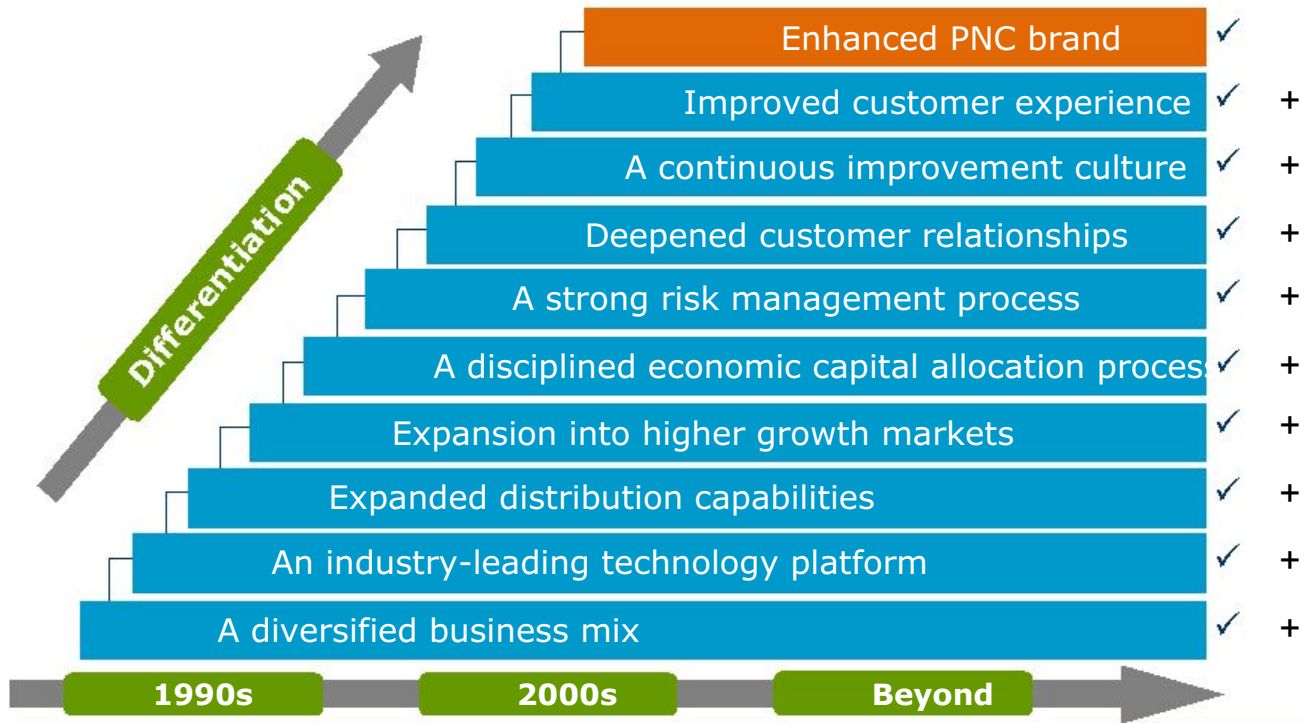 Enhanced PNC brand ✓
Improved customer experience ✓ +
A continuous improvement culture ✓ +
Deepened customer relationships ✓ +
A strong risk management process ✓ +
A disciplined economic capital allocation process ✓ +
Expansion into higher growth markets ✓ +
Expanded distribution capabilities ✓ +
An industry-leading technology platform ✓ +
A diversified business mix ✓ +
Differentiation
1990s 2000s Beyond